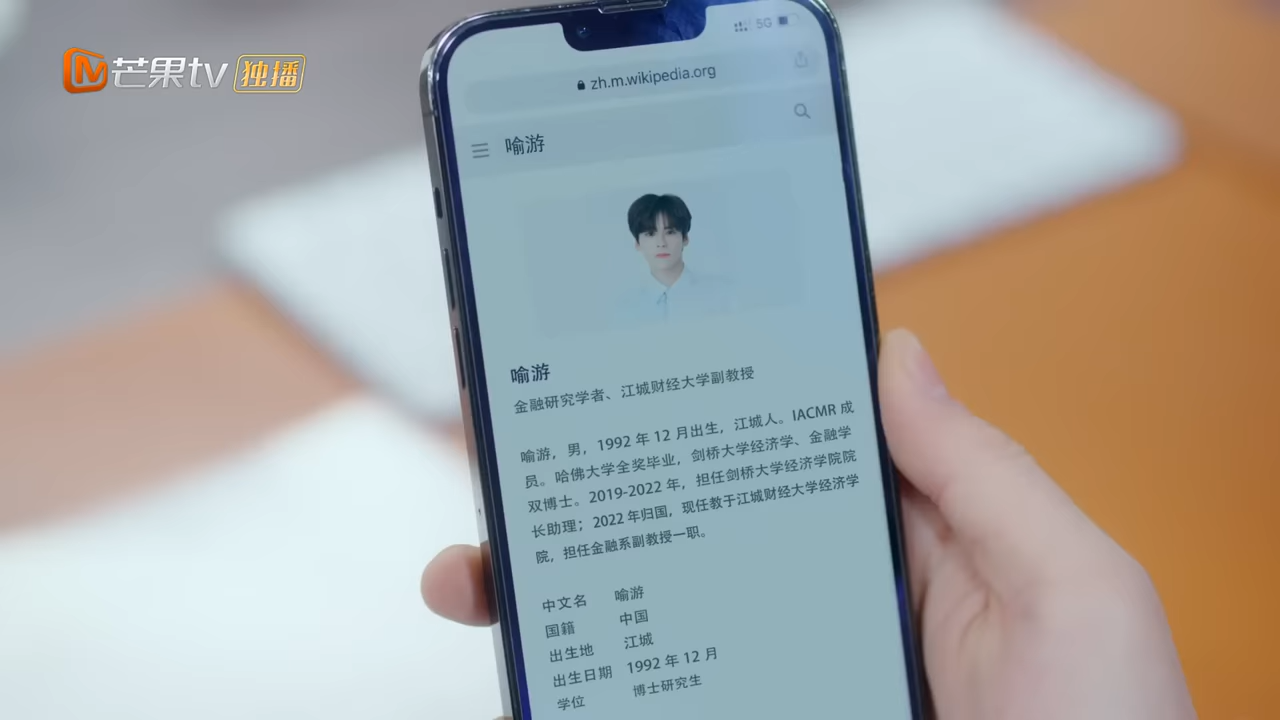 芒果tv 独播
5G
zh.m.wikipedia.org
喻游
喻游
金融研究学者、江城财经大学副教授
喻游，男，1992 年 12 月出生，江城人。IACMR 成
员。哈佛大学全奖毕业，剑桥大学经济学、金融学
双博士。2019-2022 年，担任剑桥大学经济学院院
长助理；2022 年归国，现任教于江城财经大学经济学
院，担任金融系副教授一职。
中文名 喻游
国籍 中国
出生地 江城
出生日期 1992 年 12 月
学位 博士研究生